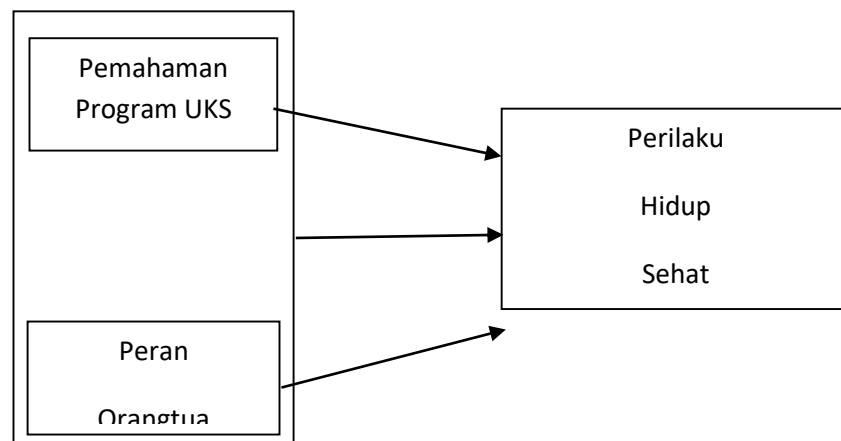 Pemahaman
Program UKS
Perilaku
Hidup
Sehat
Peran
Orangtua